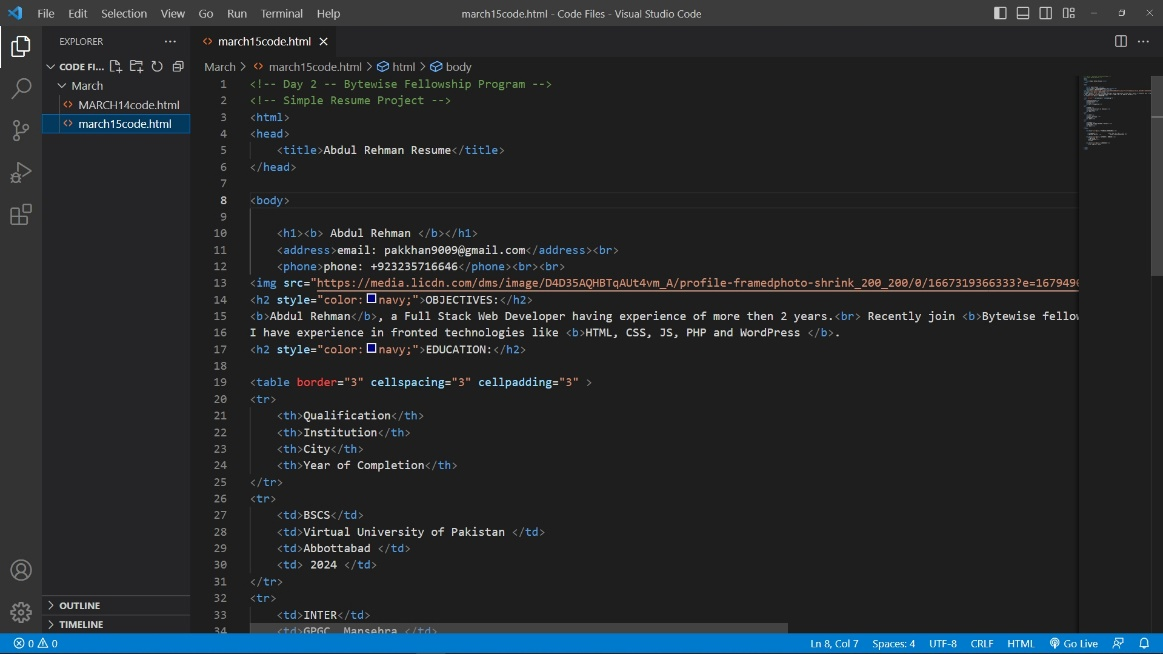 File Edit Selection View Go Run Terminal Help march15code.html - Code Files - Visual Studio Code
EXPLORER ···
march15code.html
CODE FI...
March
MARCH14code.html
march15code.html
OUTLINE
TIMELINE
March > march15code.html > html > body
1 <!-- Day 2 -- Bytewise Fellowship Program -->
2 <!-- Simple Resume Project -->
3 <html>
4 <head>
5 <title>Abdul Rehman Resume</title>
6 </head>
7
8 <body>
9
10 <h1><b> Abdul Rehman </b></h1>
11 <address>email: pakkhan9009@gmail.com</address><br>
12 <phone>phone: +923235716646</phone><br><br>
13 <img src="https://media.licdn.com/dms/image/D4D35AQHBTqAUt4vm_A/profile-framedphoto-shrink_200_200/0/1667319366333?e=167949
14 <h2 style="color:navy;">OBJECTIVES:</h2>
15 <b>Abdul Rehman</b>, a Full Stack Web Developer having experience of more then 2 years.<br> Recently join <b>Bytewise fellow
16 I have experience in fronted technologies like <b>HTML, CSS, JS, PHP and WordPress </b>.
17 <h2 style="color:navy;">EDUCATION:</h2>
18
19 <table border="3" cellspacing="3" cellpadding="3" >
20 <tr>
21 <th>Qualification</th>
22 <th>Institution</th>
23 <th>City</th>
24 <th>Year of Completion</th>
25 </tr>
26 <tr>
27 <td>BSCS</td>
28 <td>Virtual University of Pakistan </td>
29 <td>Abbottabad </td>
30 <td> 2024 </td>
31 </tr>
32 <tr>
33 <td>INTER</td>
34 <td>GPGC, Mansehra </td>
0 0 Ln 8, Col 7 Spaces: 4 UTF-8 CRLF HTML Go Live